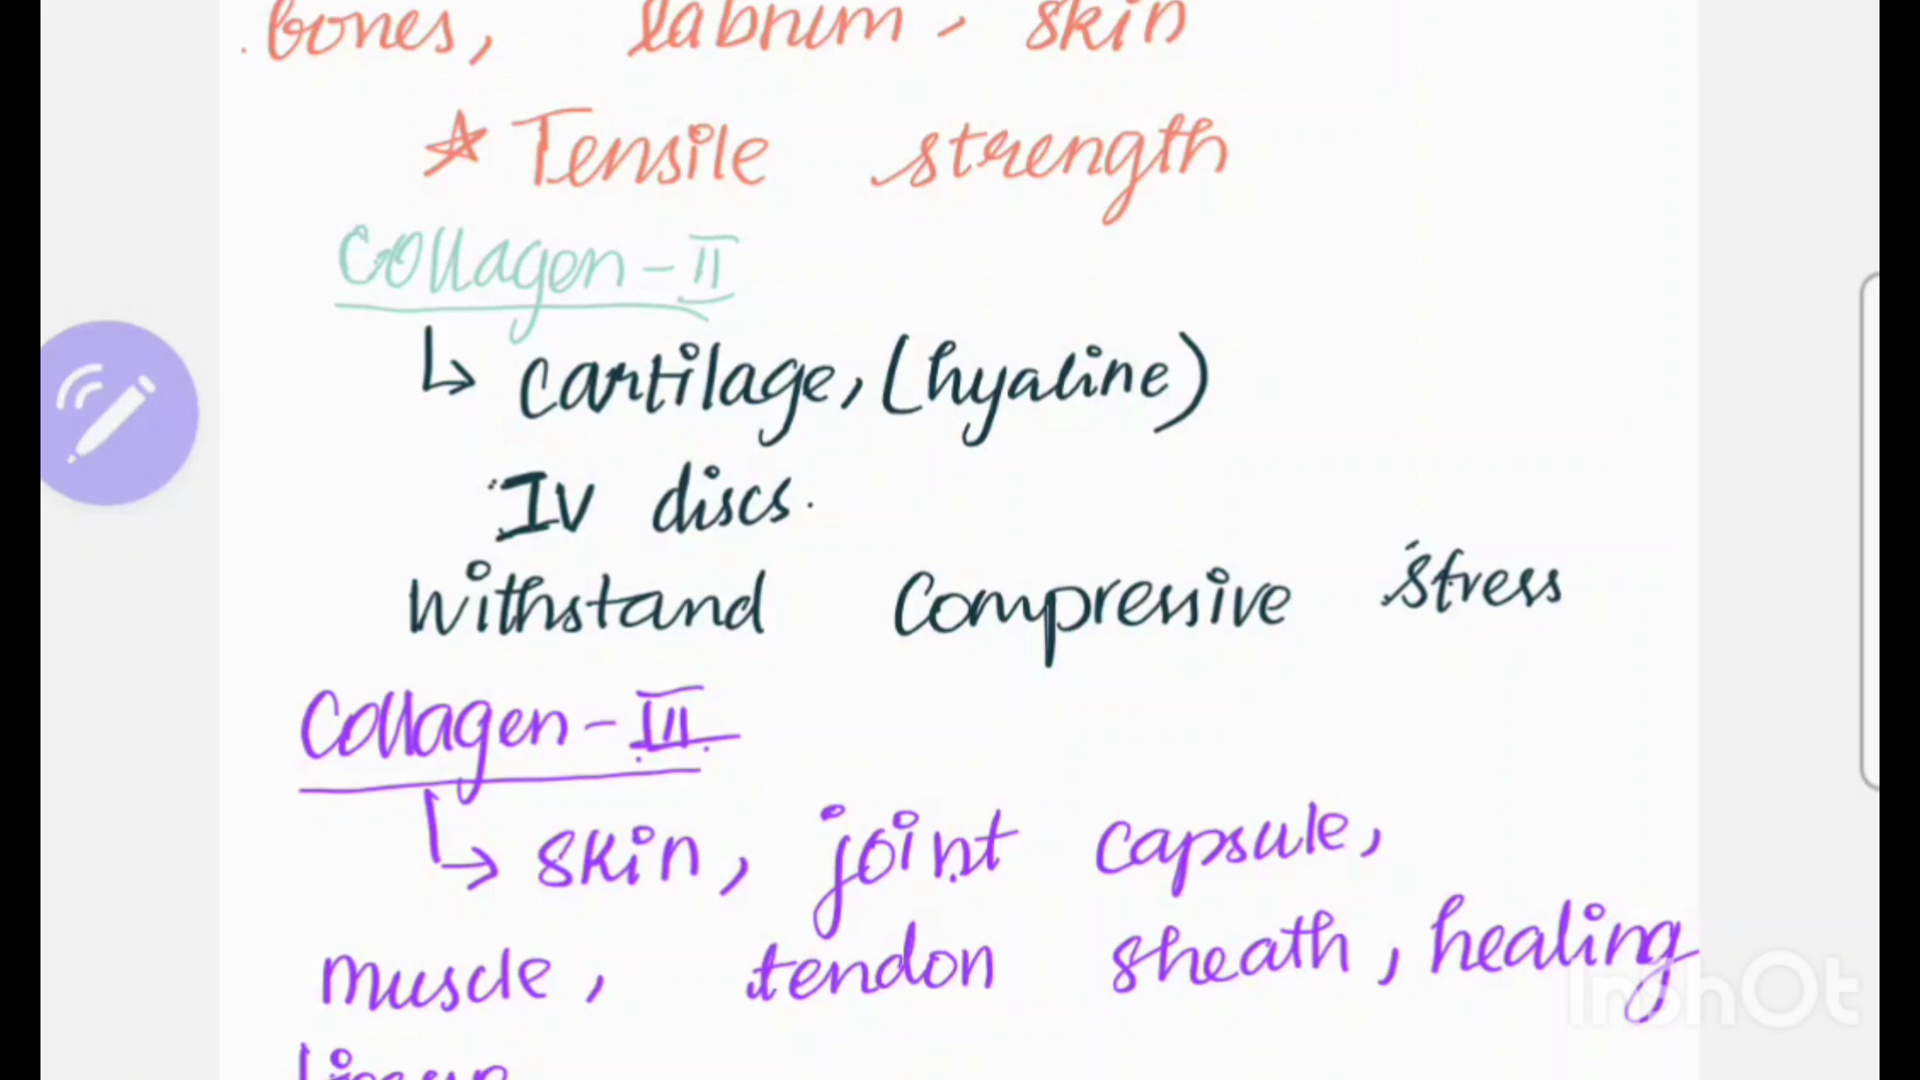 bones, labrum, skin
☆ Tensile strength
Collagen - II
↳ cartilage, (hyaline)
IV discs.
withstand compressive stress
Collagen - III
↳ skin, joint capsule,
muscle, tendon sheath, healing
InShOt